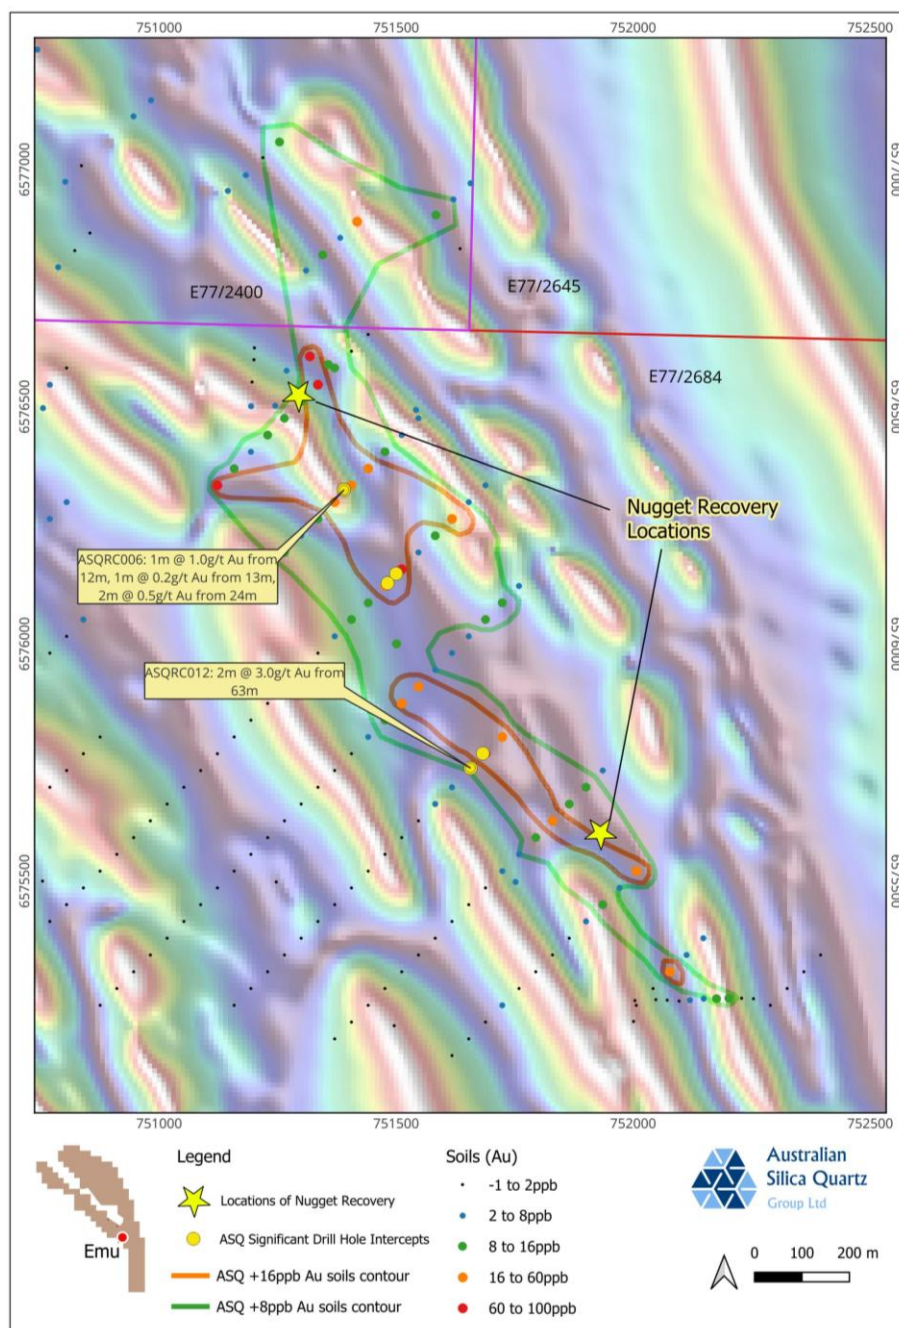 751000 751500 752000 752500
6577000
6577000
E77/2400
E77/2645
E77/2684
6576500
6576500
Nugget Recovery
Locations
ASQRC006: 1m @ 1.0g/t Au from
12m, 1m @ 0.2g/t Au from 13m,
2m @ 0.5g/t Au from 24m
6576000
6576000
ASQRC012: 2m @ 3.0g/t Au from
63m
6575500
6575500
751000 751500 752000 752500
Emu
Legend
Locations of Nugget Recovery
ASQ Significant Drill Hole Intercepts
ASQ +16ppb Au soils contour
ASQ +8ppb Au soils contour
Soils (Au)
-1 to 2ppb
2 to 8ppb
8 to 16ppb
16 to 60ppb
60 to 100ppb
Australian
Silica Quartz
Group Ltd
0 100 200 m